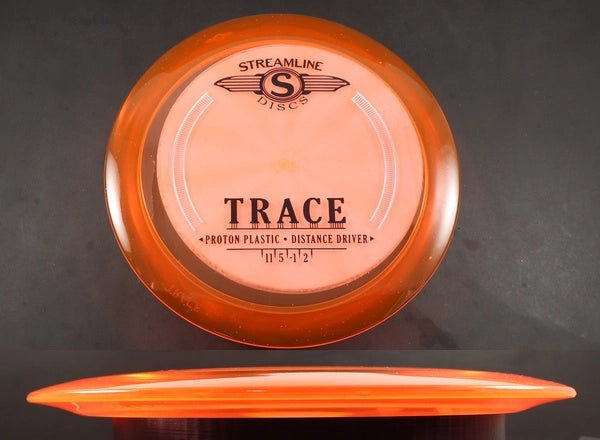 STREAMLINE
S
DISCS
TRACE
PROTON PLASTIC • DISTANCE DRIVER
11 5 -1 2